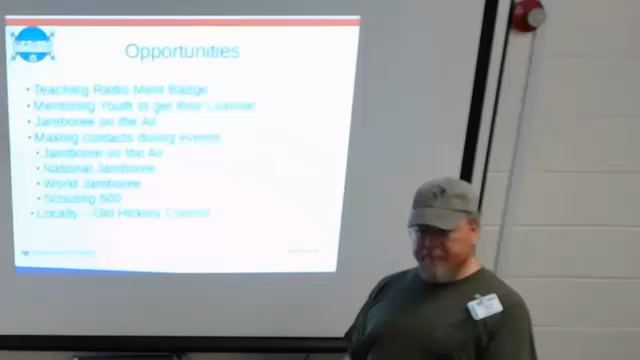 RADIO
Opportunities
Teaching Radio Merit Badge
Mentoring Youth to get their License
Jamboree on the Air
Making contacts during events
Jamboree on the Air
National Jamboree
World Jamboree
Scouting 500
Locally – Old Hickory Council